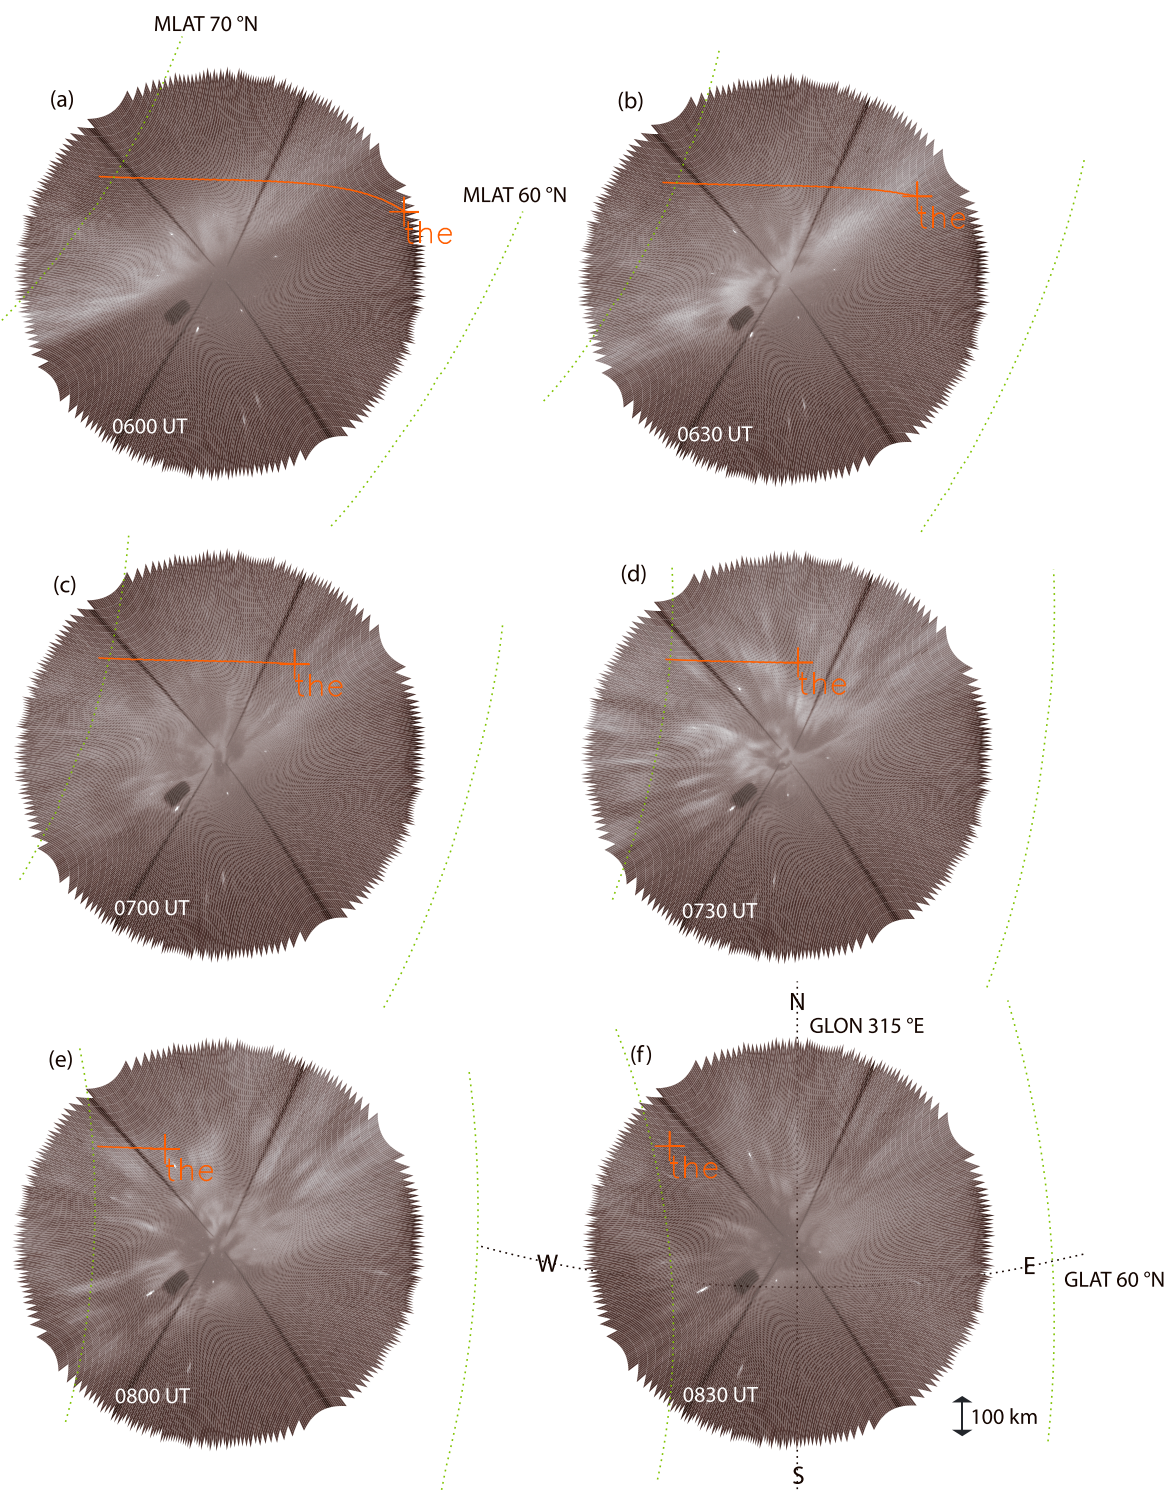 MLAT 70 °N
(a)
(b)
MLAT 60 °N
the
the
0600 UT
0630 UT
(c)
(d)
the
the
0700 UT
0730 UT
N
GLON 315 °E
(e)
(f)
the
the
W
E
GLAT 60 °N
0800 UT
0830 UT
100 km
S